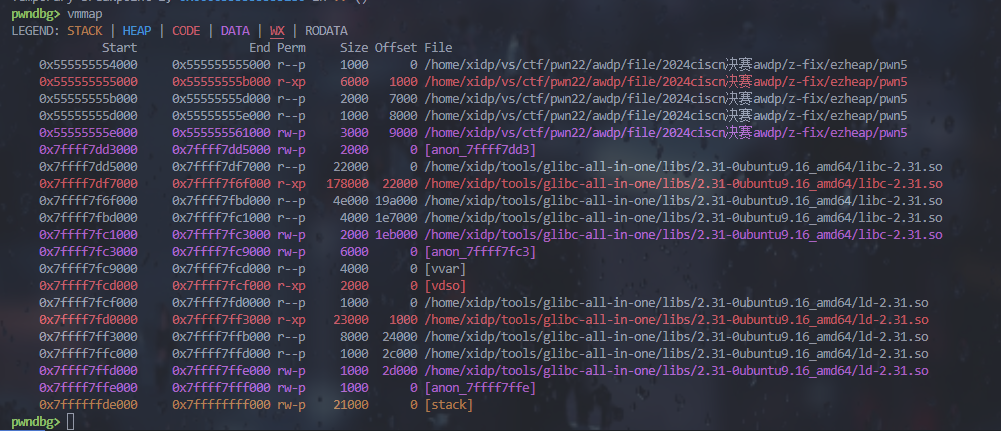 pwndbg> vmmap
LEGEND: STACK | HEAP | CODE | DATA | WX | RODATA
Start End Perm Size Offset File
0x555555554000 0x555555555000 r--p 1000 0 /home/xidp/vs/ctf/pwn22/awdp/file/2024ciscn决赛awdp/z-fix/ezheap/pwn5
0x555555555000 0x55555555b000 r-xp 6000 1000 /home/xidp/vs/ctf/pwn22/awdp/file/2024ciscn决赛awdp/z-fix/ezheap/pwn5
0x55555555b000 0x55555555d000 r--p 2000 7000 /home/xidp/vs/ctf/pwn22/awdp/file/2024ciscn决赛awdp/z-fix/ezheap/pwn5
0x55555555d000 0x55555555e000 r--p 1000 8000 /home/xidp/vs/ctf/pwn22/awdp/file/2024ciscn决赛awdp/z-fix/ezheap/pwn5
0x55555555e000 0x555555561000 rw-p 3000 9000 /home/xidp/vs/ctf/pwn22/awdp/file/2024ciscn决赛awdp/z-fix/ezheap/pwn5
0x7ffff7dd3000 0x7ffff7dd5000 rw-p 2000 0 [anon_7ffff7dd3]
0x7ffff7dd5000 0x7ffff7df7000 r--p 22000 0 /home/xidp/tools/glibc-all-in-one/libs/2.31-0ubuntu9.16_amd64/libc-2.31.so
0x7ffff7df7000 0x7ffff7f6f000 r-xp 178000 22000 /home/xidp/tools/glibc-all-in-one/libs/2.31-0ubuntu9.16_amd64/libc-2.31.so
0x7ffff7f6f000 0x7ffff7fbd000 r--p 4e000 19a000 /home/xidp/tools/glibc-all-in-one/libs/2.31-0ubuntu9.16_amd64/libc-2.31.so
0x7ffff7fbd000 0x7ffff7fc1000 r--p 4000 1e7000 /home/xidp/tools/glibc-all-in-one/libs/2.31-0ubuntu9.16_amd64/libc-2.31.so
0x7ffff7fc1000 0x7ffff7fc3000 rw-p 2000 1eb000 /home/xidp/tools/glibc-all-in-one/libs/2.31-0ubuntu9.16_amd64/libc-2.31.so
0x7ffff7fc3000 0x7ffff7fc9000 rw-p 6000 0 [anon_7ffff7fc3]
0x7ffff7fc9000 0x7ffff7fcd000 r--p 4000 0 [vvar]
0x7ffff7fcd000 0x7ffff7fcf000 r-xp 2000 0 [vdso]
0x7ffff7fcf000 0x7ffff7fd0000 r--p 1000 0 /home/xidp/tools/glibc-all-in-one/libs/2.31-0ubuntu9.16_amd64/ld-2.31.so
0x7ffff7fd0000 0x7ffff7ff3000 r-xp 23000 1000 /home/xidp/tools/glibc-all-in-one/libs/2.31-0ubuntu9.16_amd64/ld-2.31.so
0x7ffff7ff3000 0x7ffff7ffb000 r--p 8000 24000 /home/xidp/tools/glibc-all-in-one/libs/2.31-0ubuntu9.16_amd64/ld-2.31.so
0x7ffff7ffc000 0x7ffff7ffd000 r--p 1000 2c000 /home/xidp/tools/glibc-all-in-one/libs/2.31-0ubuntu9.16_amd64/ld-2.31.so
0x7ffff7ffd000 0x7ffff7ffe000 rw-p 1000 2d000 /home/xidp/tools/glibc-all-in-one/libs/2.31-0ubuntu9.16_amd64/ld-2.31.so
0x7ffff7ffe000 0x7ffff7fff000 rw-p 1000 0 [anon_7ffff7ffe]
0x7ffffffde000 0x7ffffffff000 rw-p 21000 0 [stack]
pwndbg>